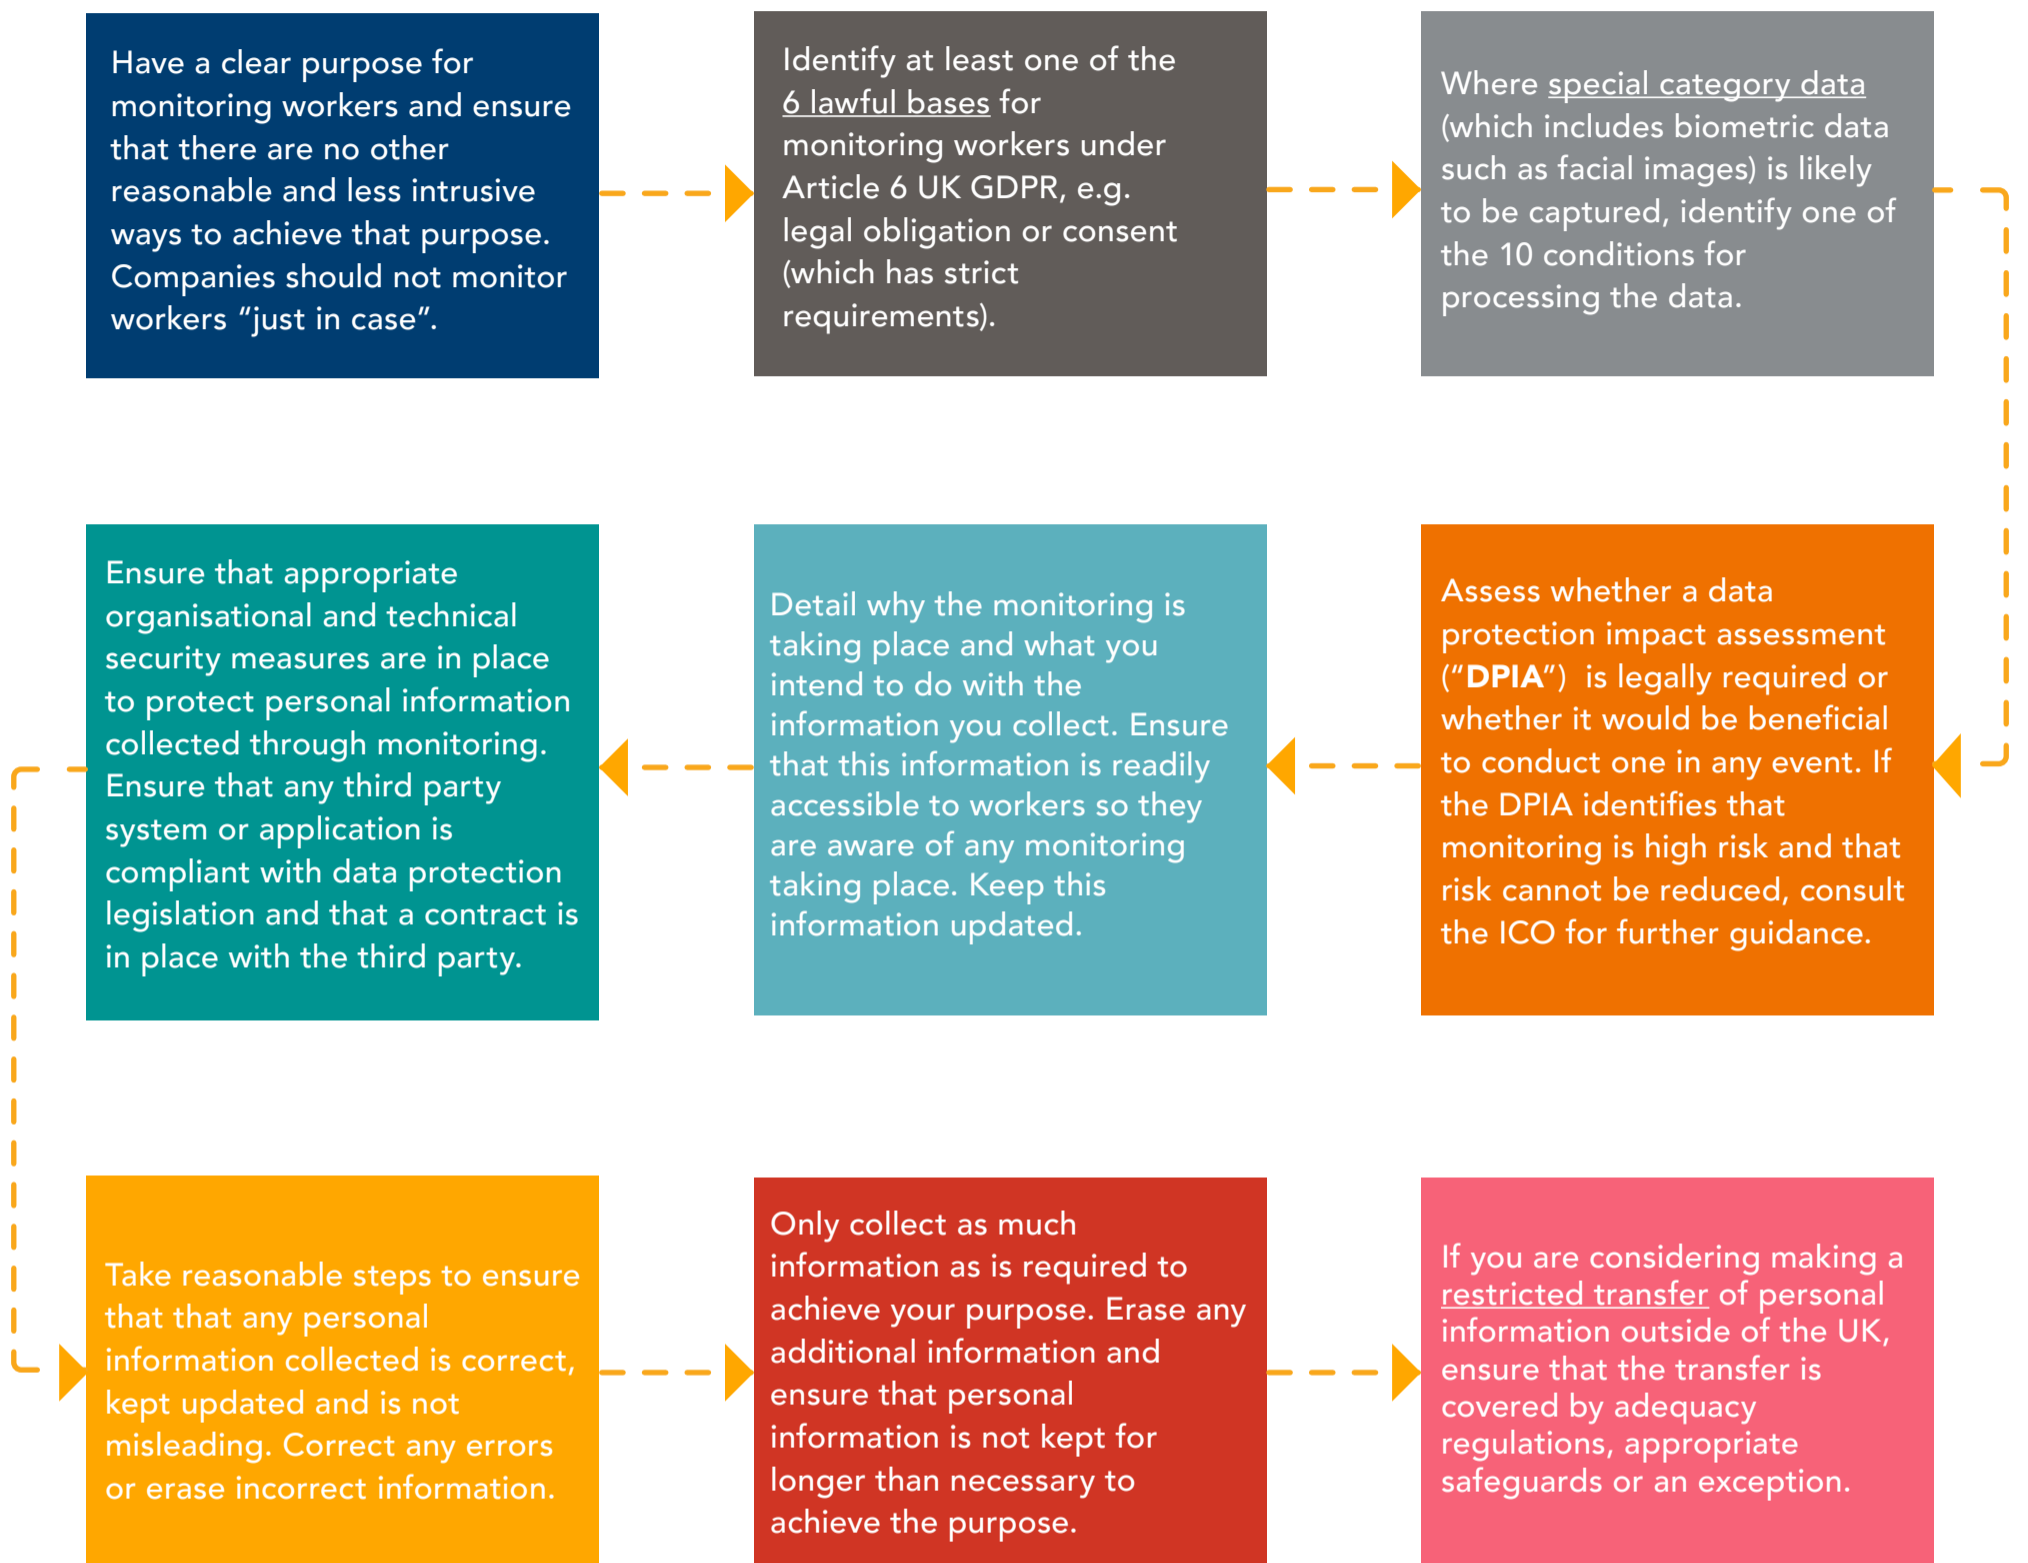 Have a clear purpose for
monitoring workers and ensure
that there are no other
reasonable and less intrusive
ways to achieve that purpose.
Companies should not monitor
workers “just in case”.
Identify at least one of the
6 lawful bases for
monitoring workers under
Article 6 UK GDPR, e.g.
legal obligation or consent
(which has strict
requirements).
Where special category data
(which includes biometric data
such as facial images) is likely
to be captured, identify one of
the 10 conditions for
processing the data.
Assess whether a data
protection impact assessment
(“DPIA”) is legally required or
whether it would be beneficial
to conduct one in any event. If
the DPIA identifies that
monitoring is high risk and that
risk cannot be reduced, consult
the ICO for further guidance.
Detail why the monitoring is
taking place and what you
intend to do with the
information you collect. Ensure
that this information is readily
accessible to workers so they
are aware of any monitoring
taking place. Keep this
information updated.
Ensure that appropriate
organisational and technical
security measures are in place
to protect personal information
collected through monitoring.
Ensure that any third party
system or application is
compliant with data protection
legislation and that a contract is
in place with the third party.
Take reasonable steps to ensure
that that any personal
information collected is correct,
kept updated and is not
misleading. Correct any errors
or erase incorrect information.
Only collect as much
information as is required to
achieve your purpose. Erase any
additional information and
ensure that personal
information is not kept for
longer than necessary to
achieve the purpose.
If you are considering making a
restricted transfer of personal
information outside of the UK,
ensure that the transfer is
covered by adequacy
regulations, appropriate
safeguards or an exception.